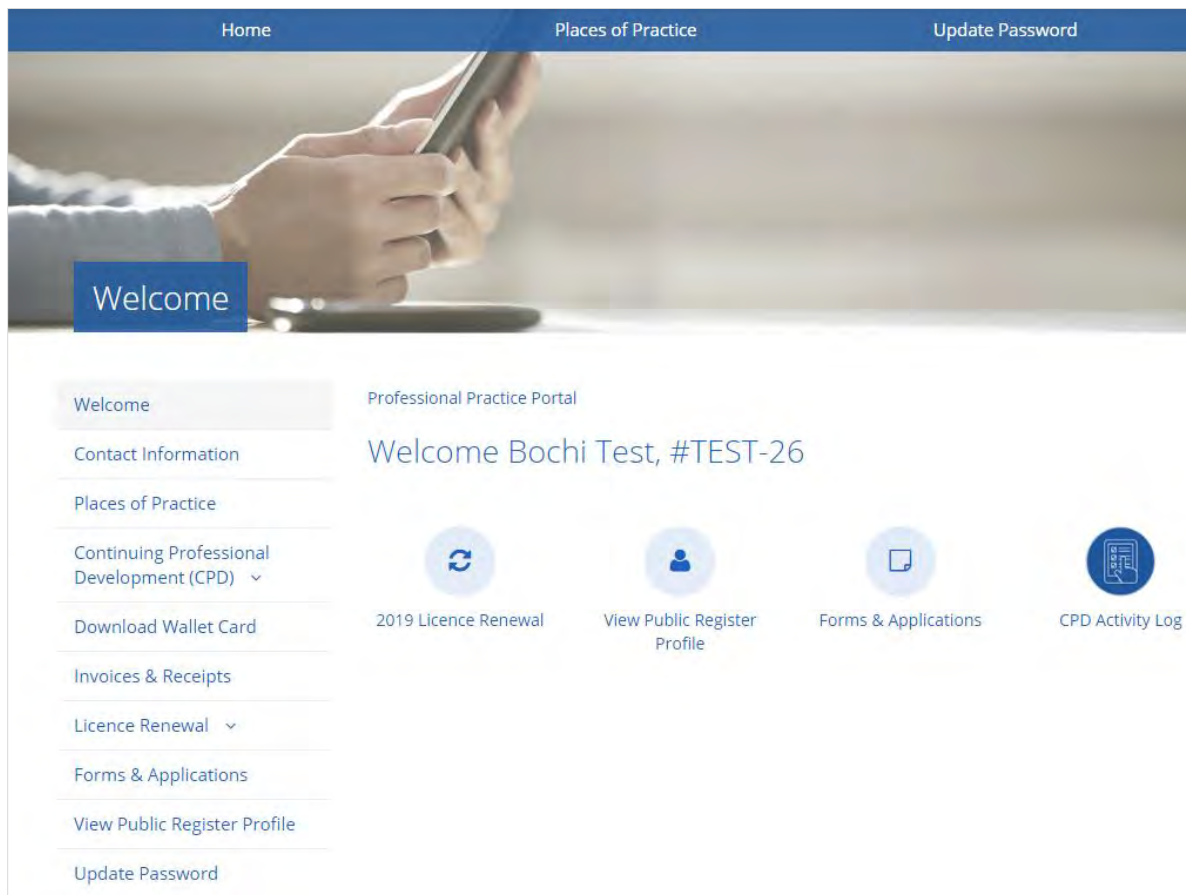 Home Places of Practice Update Password
Welcome
Welcome
Contact Information
Places of Practice
Continuing Professional
Development (CPD)
Download Wallet Card
Invoices & Receipts
Licence Renewal
Forms & Applications
View Public Register Profile
Update Password
Professional Practice Portal
Welcome Bochi Test, #TEST-26
2019 Licence Renewal
View Public Register
Profile
Forms & Applications
CPD Activity Log